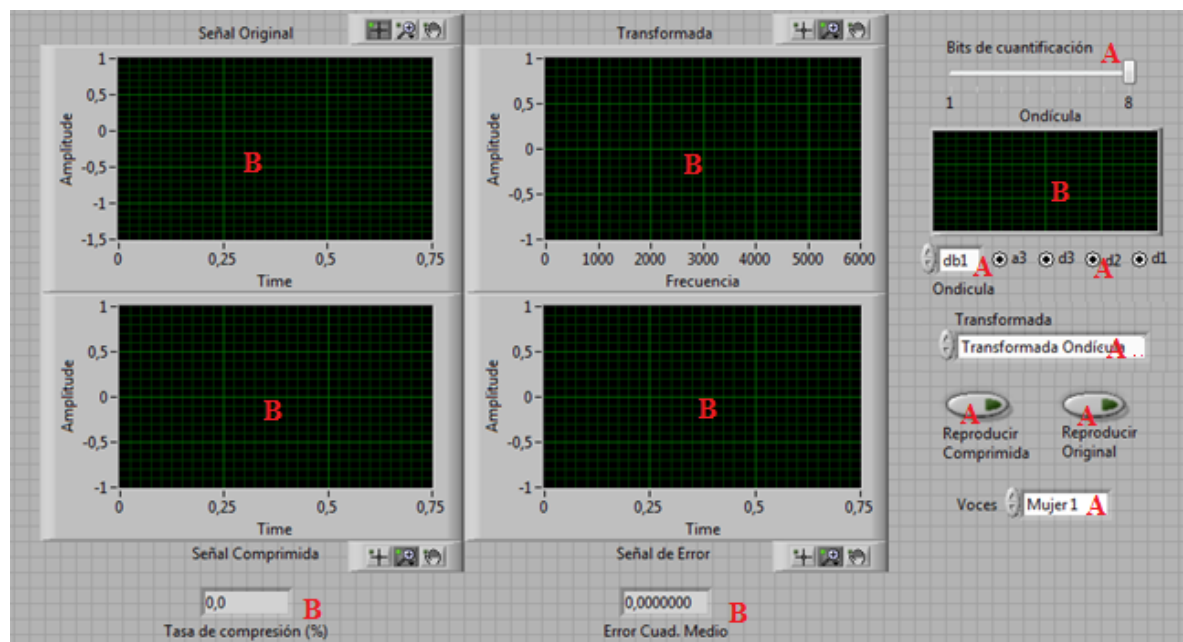 Señal Original
Amplitude
1
0,5
0
-0,5
-1
-1,5
B
0
0,25
0,5
0,75
Time
Transformada
Amplitude
1
0,5
0
-0,5
-1
B
0
1000
2000
3000
4000
5000
6000
Frecuencia
Bits de cuantificación
A
1
8
Ondícula
B
db1
A
a3
d3
A
d2
d1
Ondicula
Transformada
Transformada Ondícula
A
A
Reproducir
Comprimida
A
Reproducir
Original
Voces
Mujer 1
A
Amplitude
1
0,5
0
-0,5
-1
B
0
0,25
0,5
0,75
Time
Señal Comprimida
Amplitude
1
0,5
0
-0,5
-1
B
0
0,25
0,5
0,75
Time
Señal de Error
0,0
B
Tasa de compresión (%)
0,0000000
B
Error Cuad. Medio